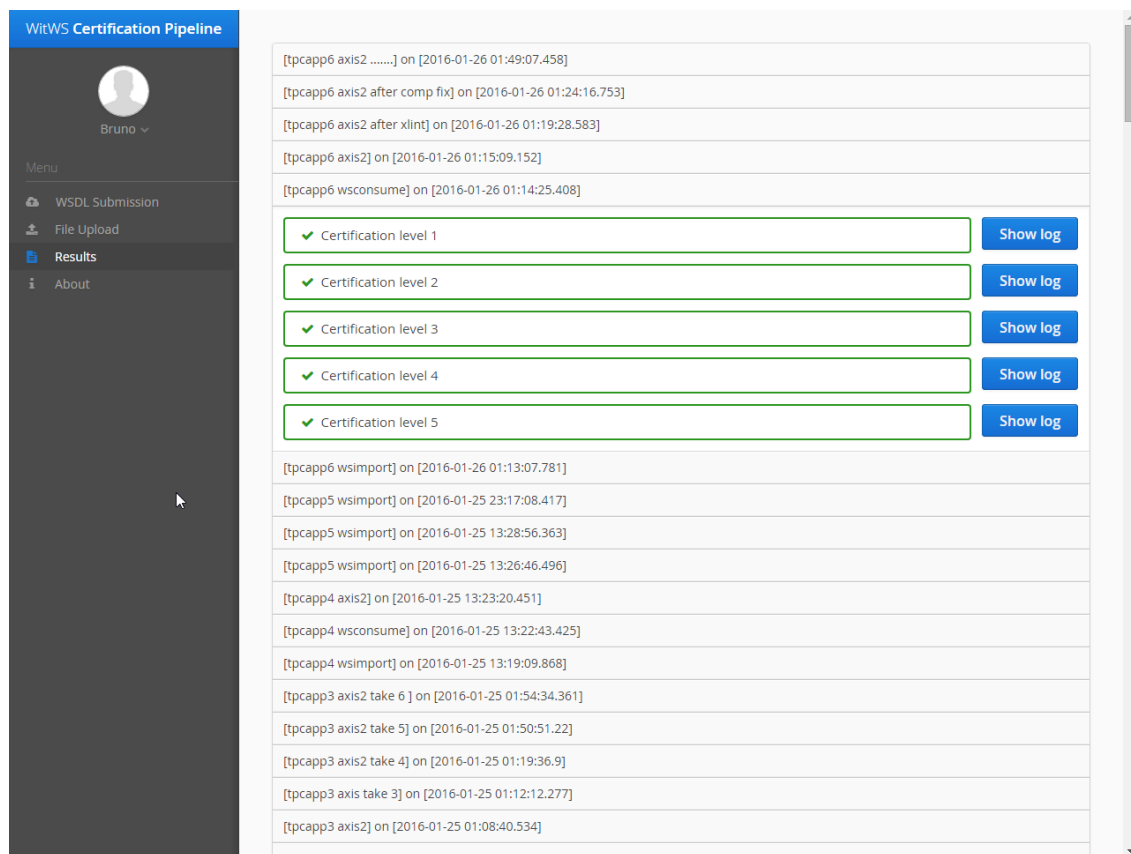 WitWS Certification Pipeline
Bruno
Menu
WSDL Submission
File Upload
Results
About
[tpcapp6 axis2 .......] on [2016-01-26 01:49:07.458]
[tpcapp6 axis2 after comp fix] on [2016-01-26 01:24:16.753]
[tpcapp6 axis2 after xlint] on [2016-01-26 01:19:28.583]
[tpcapp6 axis2] on [2016-01-26 01:15:09.152]
[tpcapp6 wsconsume] on [2016-01-26 01:14:25.408]
Certification level 1 Show log
Certification level 2 Show log
Certification level 3 Show log
Certification level 4 Show log
Certification level 5 Show log
[tpcapp6 wsimport] on [2016-01-26 01:13:07.781]
[tpcapp5 wsimport] on [2016-01-25 23:17:08.417]
[tpcapp5 wsimport] on [2016-01-25 13:28:56.363]
[tpcapp5 wsimport] on [2016-01-25 13:26:46.496]
[tpcapp4 axis2] on [2016-01-25 13:23:20.451]
[tpcapp4 wsconsume] on [2016-01-25 13:22:43.425]
[tpcapp4 wsimport] on [2016-01-25 13:19:09.868]
[tpcapp3 axis2 take 6 ] on [2016-01-25 01:54:34.361]
[tpcapp3 axis2 take 5] on [2016-01-25 01:50:51.22]
[tpcapp3 axis2 take 4] on [2016-01-25 01:19:36.9]
[tpcapp3 axis take 3] on [2016-01-25 01:12:12.277]
[tpcapp3 axis2] on [2016-01-25 01:08:40.534]